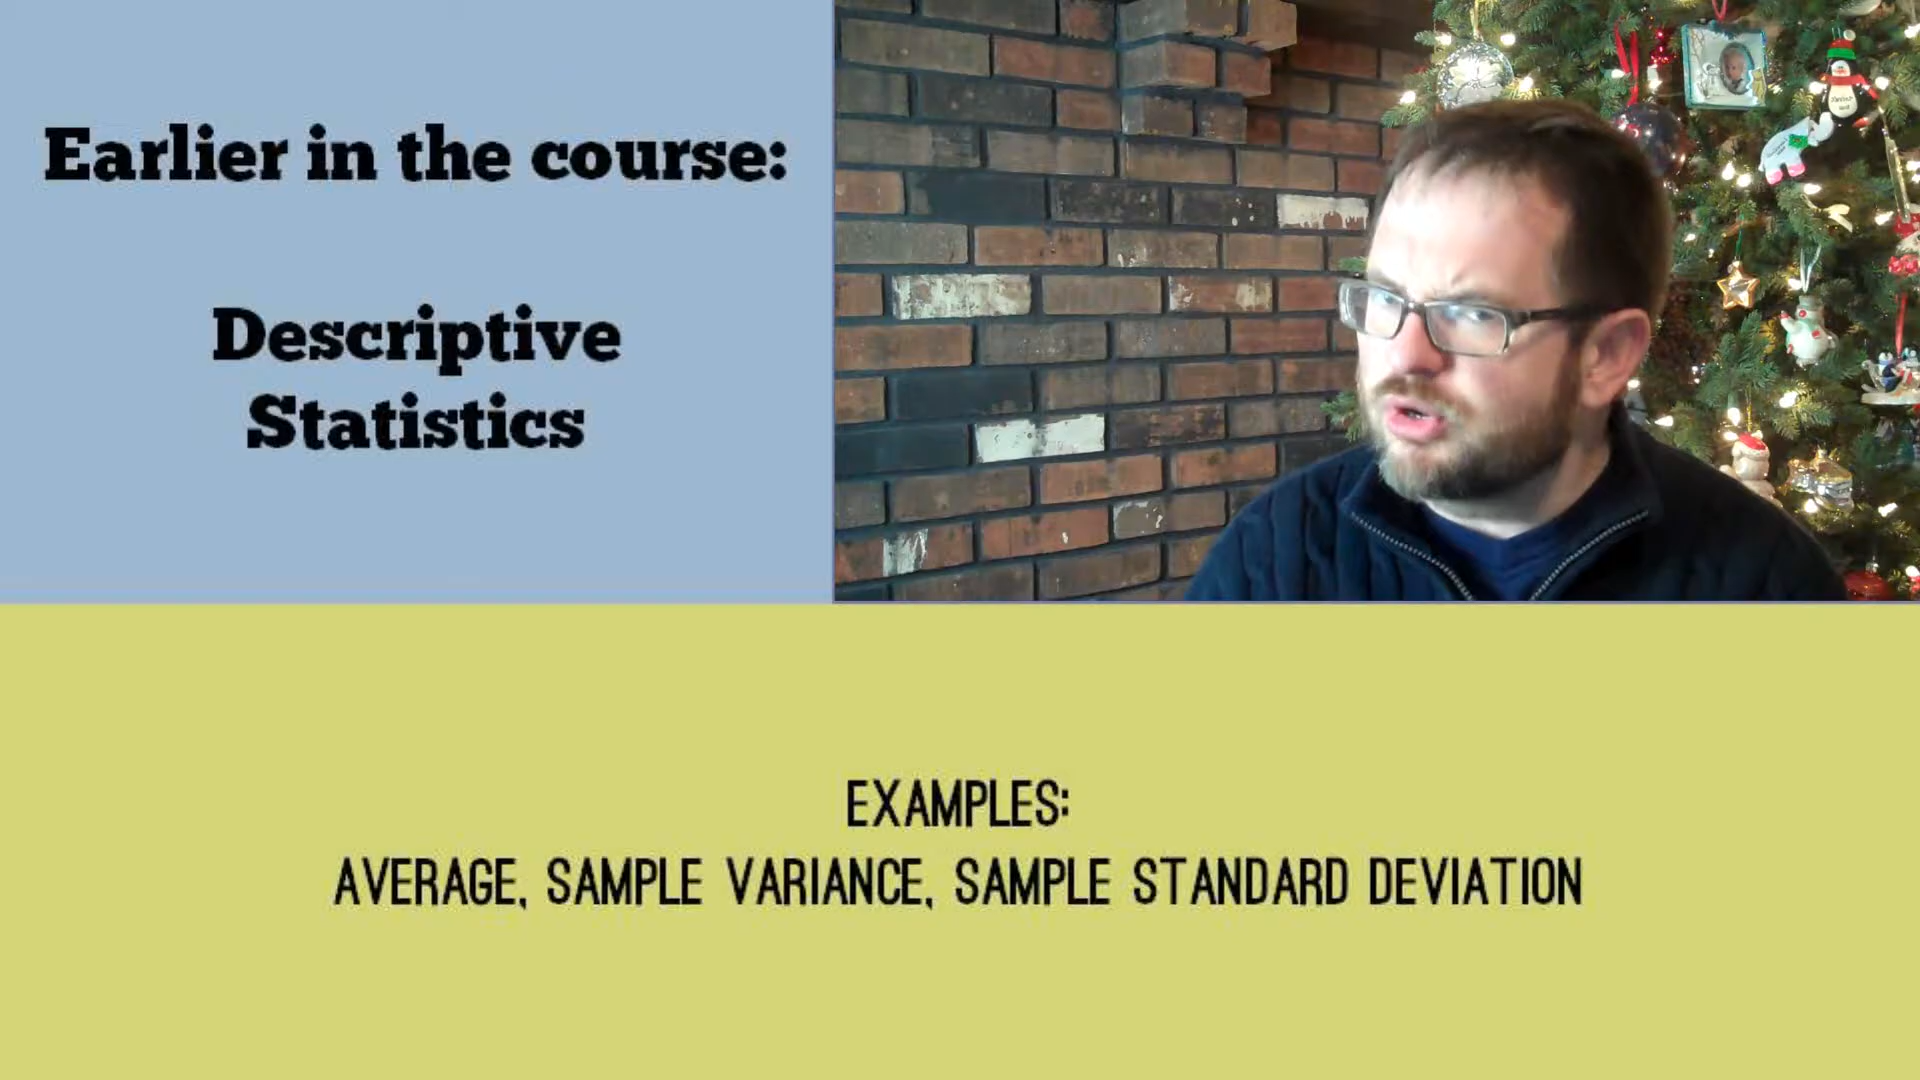 Earlier in the course:
Descriptive
Statistics
EXAMPLES:
AVERAGE, SAMPLE VARIANCE, SAMPLE STANDARD DEVIATION